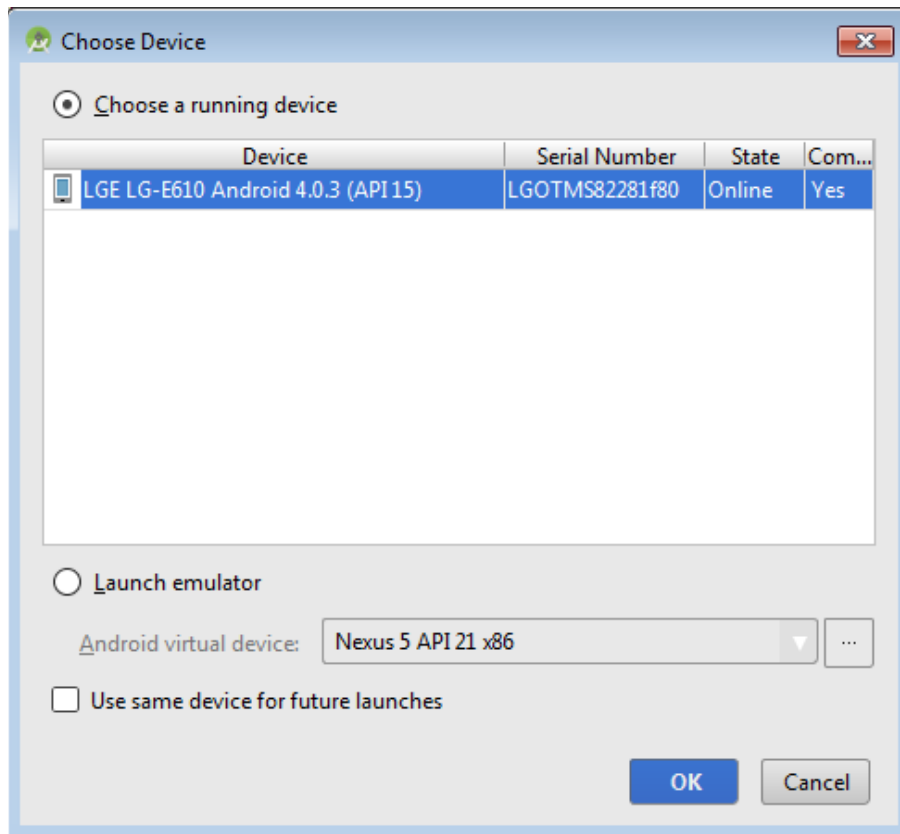 Choose Device
Choose a running device
Device Serial Number State Com...
LGE LG-E610 Android 4.0.3 (API 15) LGOTMS82281f80 Online Yes
Launch emulator
Android virtual device: Nexus 5 API 21 x86 ...
Use same device for future launches
OK Cancel